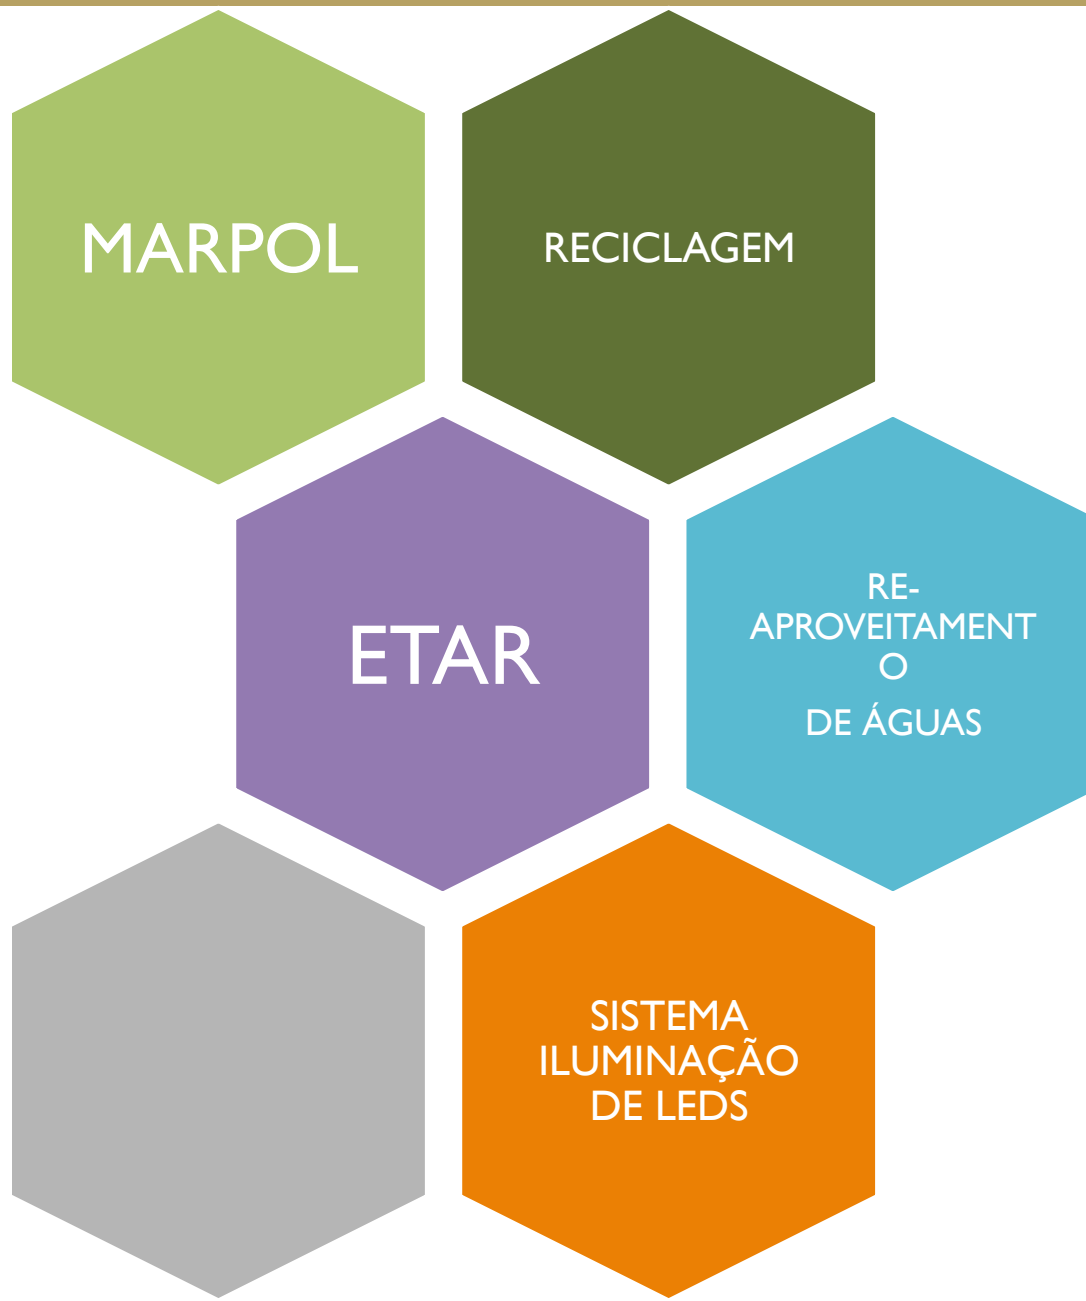 MARPOL
RECICLAGEM
ETAR
RE-
APROVEITAMENT
O
DE ÁGUAS
SISTEMA
ILUMINAÇÃO
DE LEDS